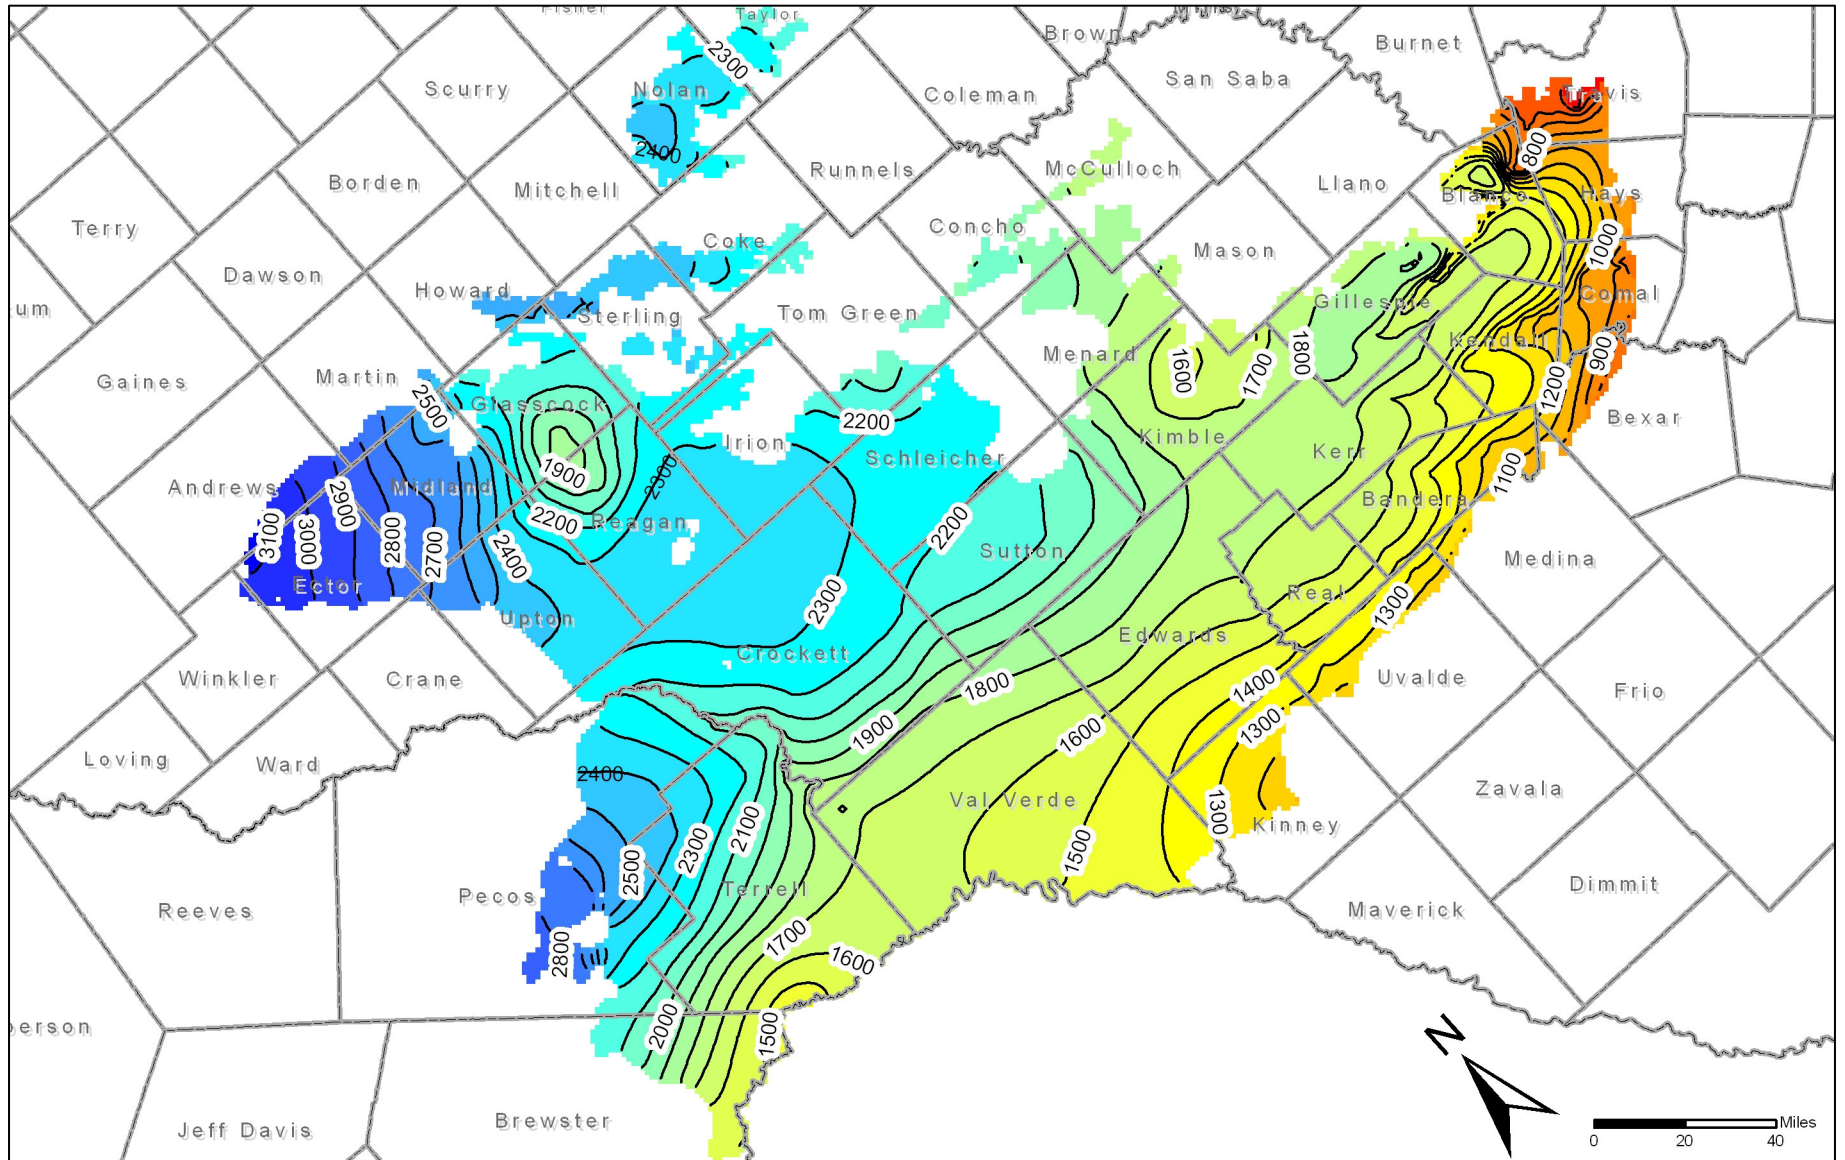 Taylor
Brown
Burnet
2300
San Saba
Scurry
Nolan
Coleman
Travis
2400
800
Runnels
McCulloch
Borden
Mitchell
Llano
Blanco
Hays
Terry
Concho
Coke
Mason
1000
Dawson
Howard
Comal
um
Sterling
Tom Green
Gillespie
Kendall
Menard
1600
1700
1800
900
Gaines
Martin
1200
2500
Glasscock
2200
Bexar
Irion
Kimble
Kerr
Schleicher
1900
2300
1100
Andrews
Midland
2900
Bandera
3100
3000
2800
2700
2200
Reagan
2400
2200
Sutton
Medina
Ector
2300
Real
1300
Upton
Edwards
Crockett
Winkler
Crane
1800
1400
Uvalde
Frio
1900
1600
1300
Loving
Ward
2400
Val Verde
1300
Zavala
Kinney
2100
2300
1500
2500
Terrell
Pecos
Dimmit
Reeves
Maverick
1700
2800
1600
2000
1500
erson
N
Brewster
Jeff Davis
Miles
0 20 40